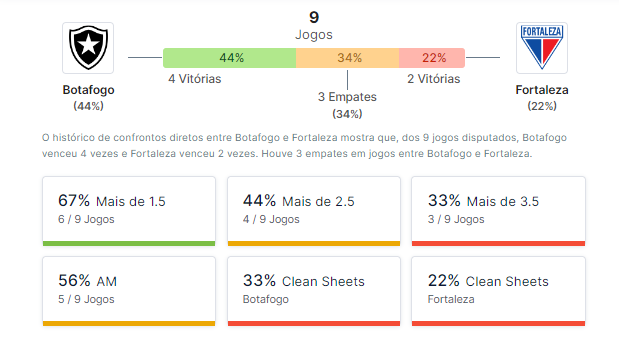 9
Jogos
FORTALEZA
44%
34%
22%
4 Vitórias
2 Vitórias
Botafogo
(44%)
3 Empates
(34%)
Fortaleza
(22%)
O histórico de confrontos diretos entre Botafogo e Fortaleza mostra que, dos 9 jogos disputados, Botafogo
venceu 4 vezes e Fortaleza venceu 2 vezes. Houve 3 empates em jogos entre Botafogo e Fortaleza.
67% Mais de 1.5
6 / 9 Jogos
44% Mais de 2.5
4 / 9 Jogos
33% Mais de 3.5
3 / 9 Jogos
56% AM
5 / 9 Jogos
33% Clean Sheets
Botafogo
22% Clean Sheets
Fortaleza